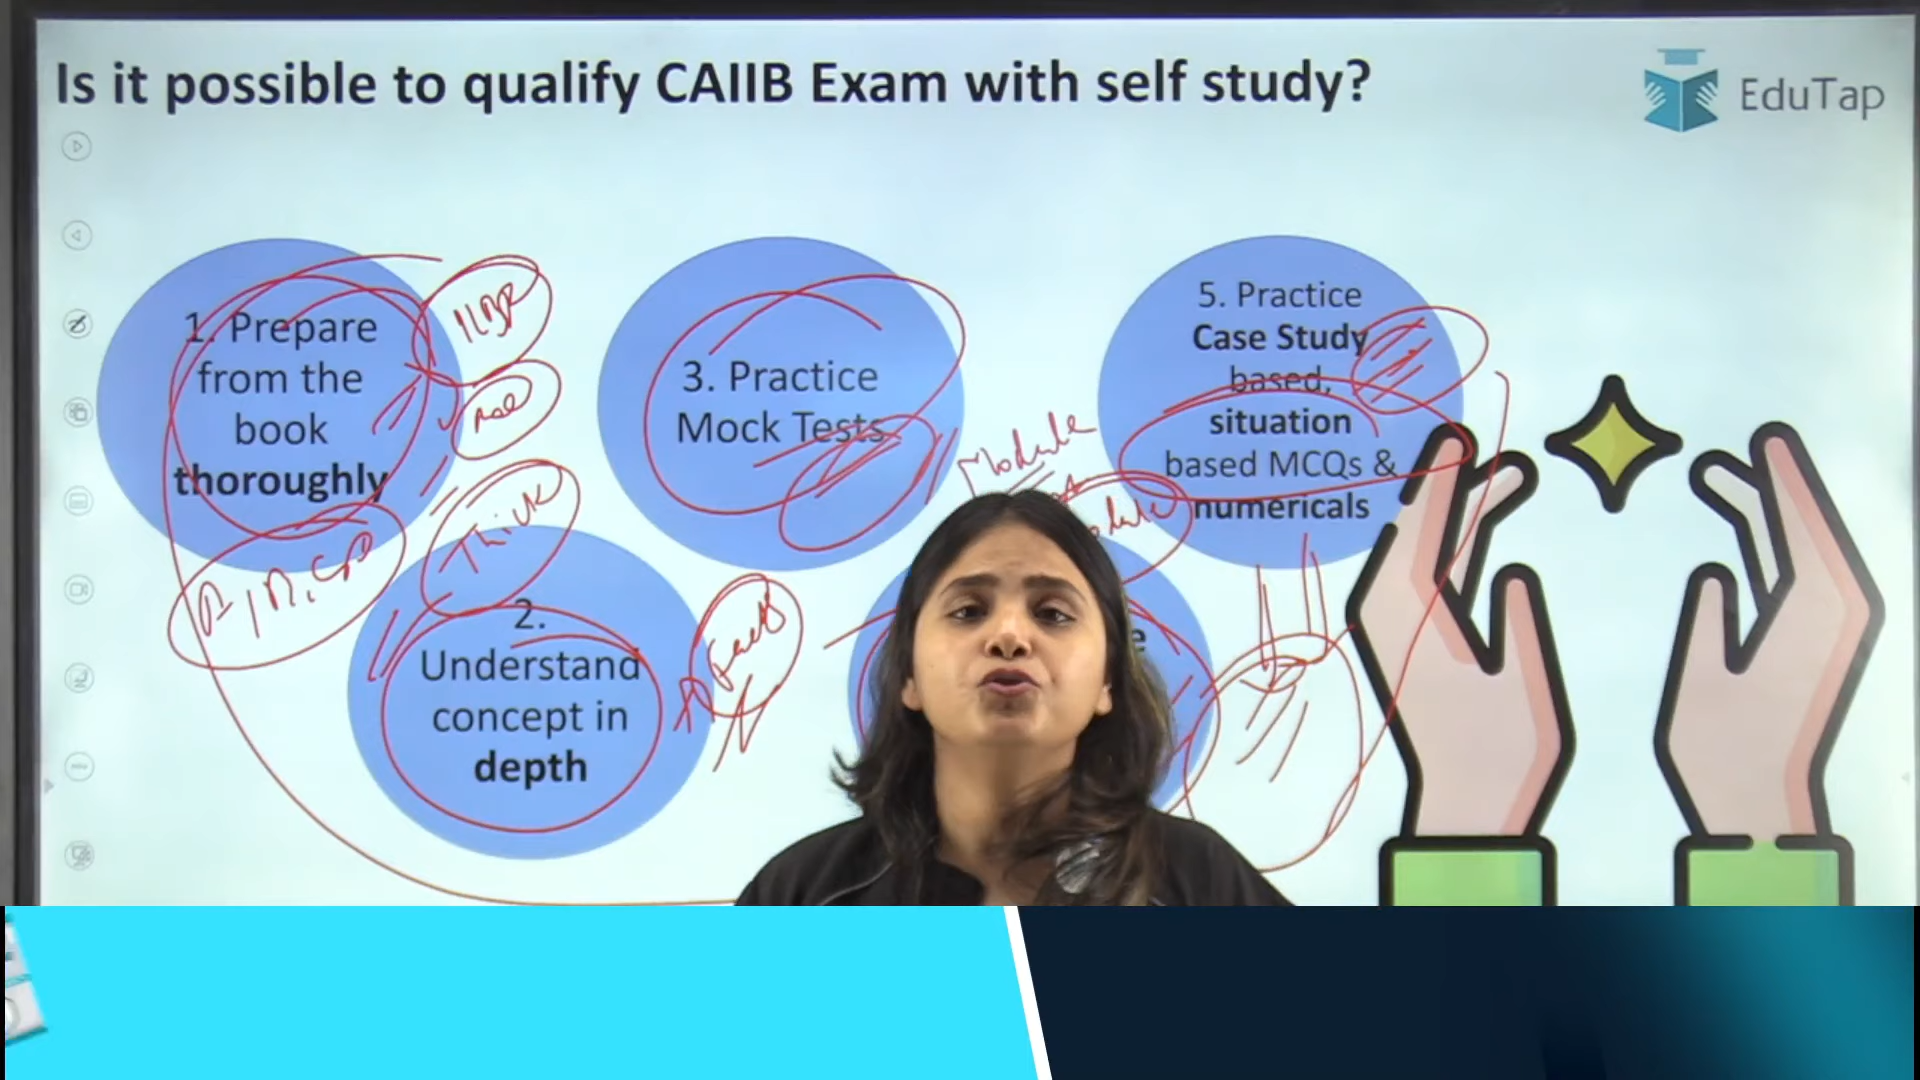 Is it possible to qualify CAIIB Exam with self study?
EduTap
1. Prepare
from the
book
thoroughly
3. Practice
Mock Tests
5. Practice
Case Study
based,
situation
based MCQs &
numericals
Module
2.
Understand
concept in
depth